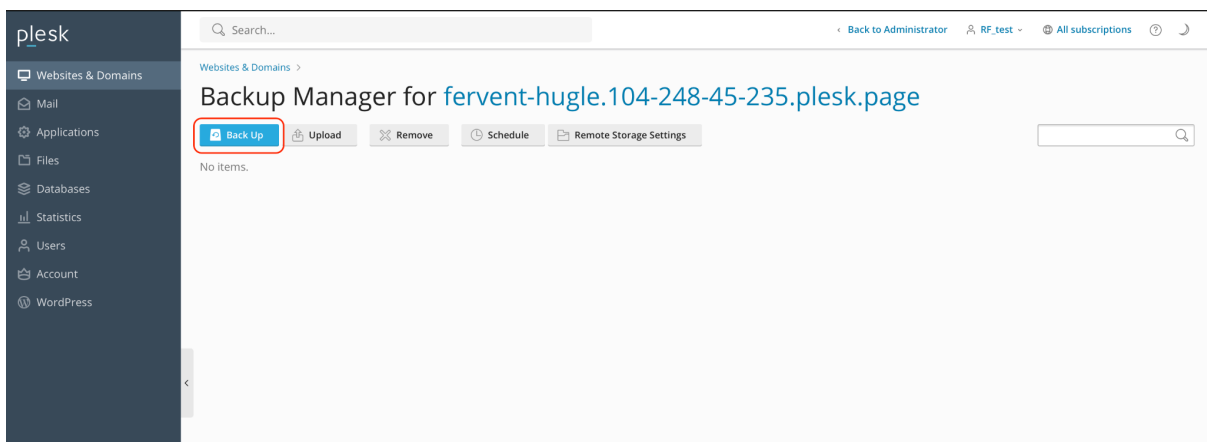 plesk
Search...
Back to Administrator
RF_test
All subscriptions
Websites & Domains
Mail
Applications
Files
Databases
Statistics
Users
Account
WordPress
Websites & Domains >
Backup Manager for fervent-hugle.104-248-45-235.plesk.page
Back Up
Upload
Remove
Schedule
Remote Storage Settings
No items.